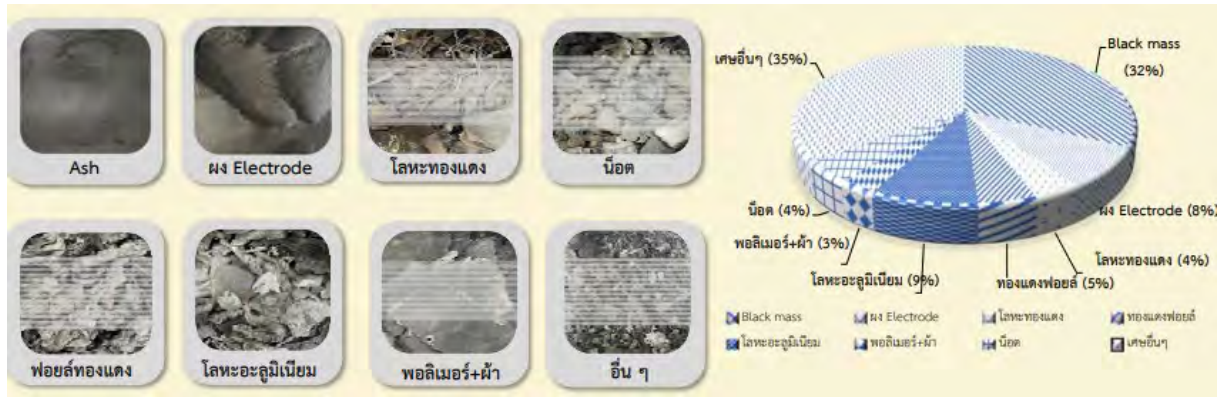 Ash
ผง Electrode
โลหะทองแดง
น็อต
ฟอยล์ทองแดง
โลหะอะลูมิเนียม
พอลิเมอร์+ผ้า
อื่น ๆ
เศษอื่นๆ (35%)
Black mass
(32%)
ผง Electrode (8%)
โลหะทองแดง (4%)
ทองแดงฟอยล์ (5%)
โลหะอะลูมิเนียม (9%)
พอลิเมอร์+ผ้า (3%)
น็อต (4%)
Black mass
ผง Electrode
โลหะทองแดง
ทองแดงฟอยล์
โลหะอะลูมิเนียม
พอลิเมอร์+ผ้า
น็อต
เศษอื่นๆ